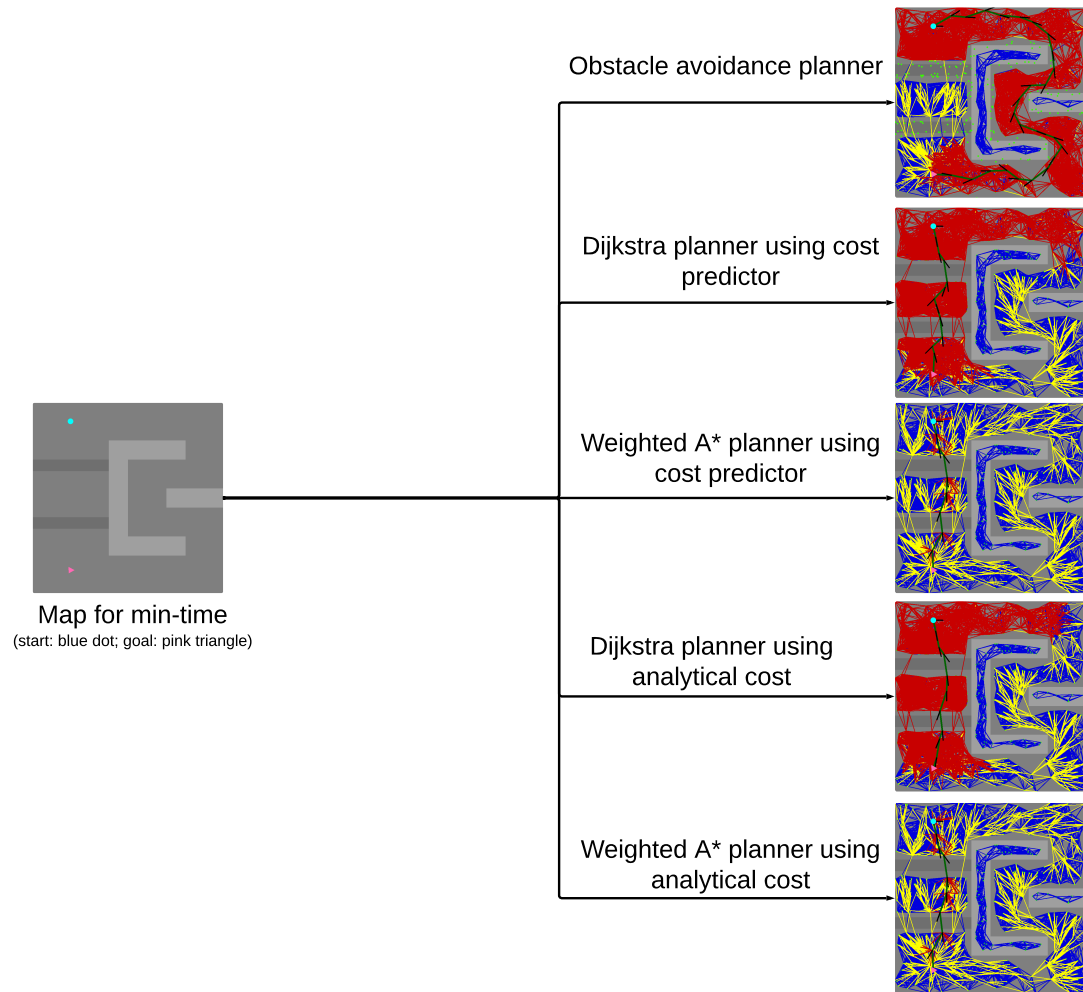 Obstacle avoidance planner
Dijkstra planner using cost
predictor
Weighted A* planner using
cost predictor
Map for min-time
(start: blue dot; goal: pink triangle)
Dijkstra planner using
analytical cost
Weighted A* planner using
analytical cost